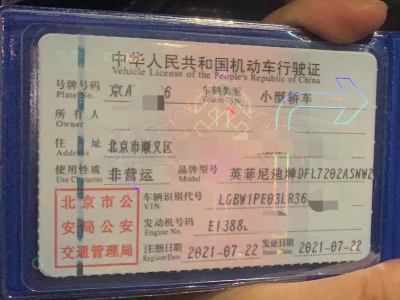 中华人民共和国机动车行驶证
Vehicle License of the People's Republic of China
号牌号码 京A 6 车辆类型 小型轿车
Plate No. Vehicle Type
所有人
Owner
住址 北京市顺义区
Address
使用性质 非营运 品牌型号 英菲尼迪牌DFL7202ASNW2
Use Character Model
北京市公
安局公安
交通管理局
车辆识别代号 LGBW1PE03LR36
VIN
发动机号码 E1388
Engine No.
注册日期 2021-07-22 发证日期 2021-07-22
Register Date Issue Date